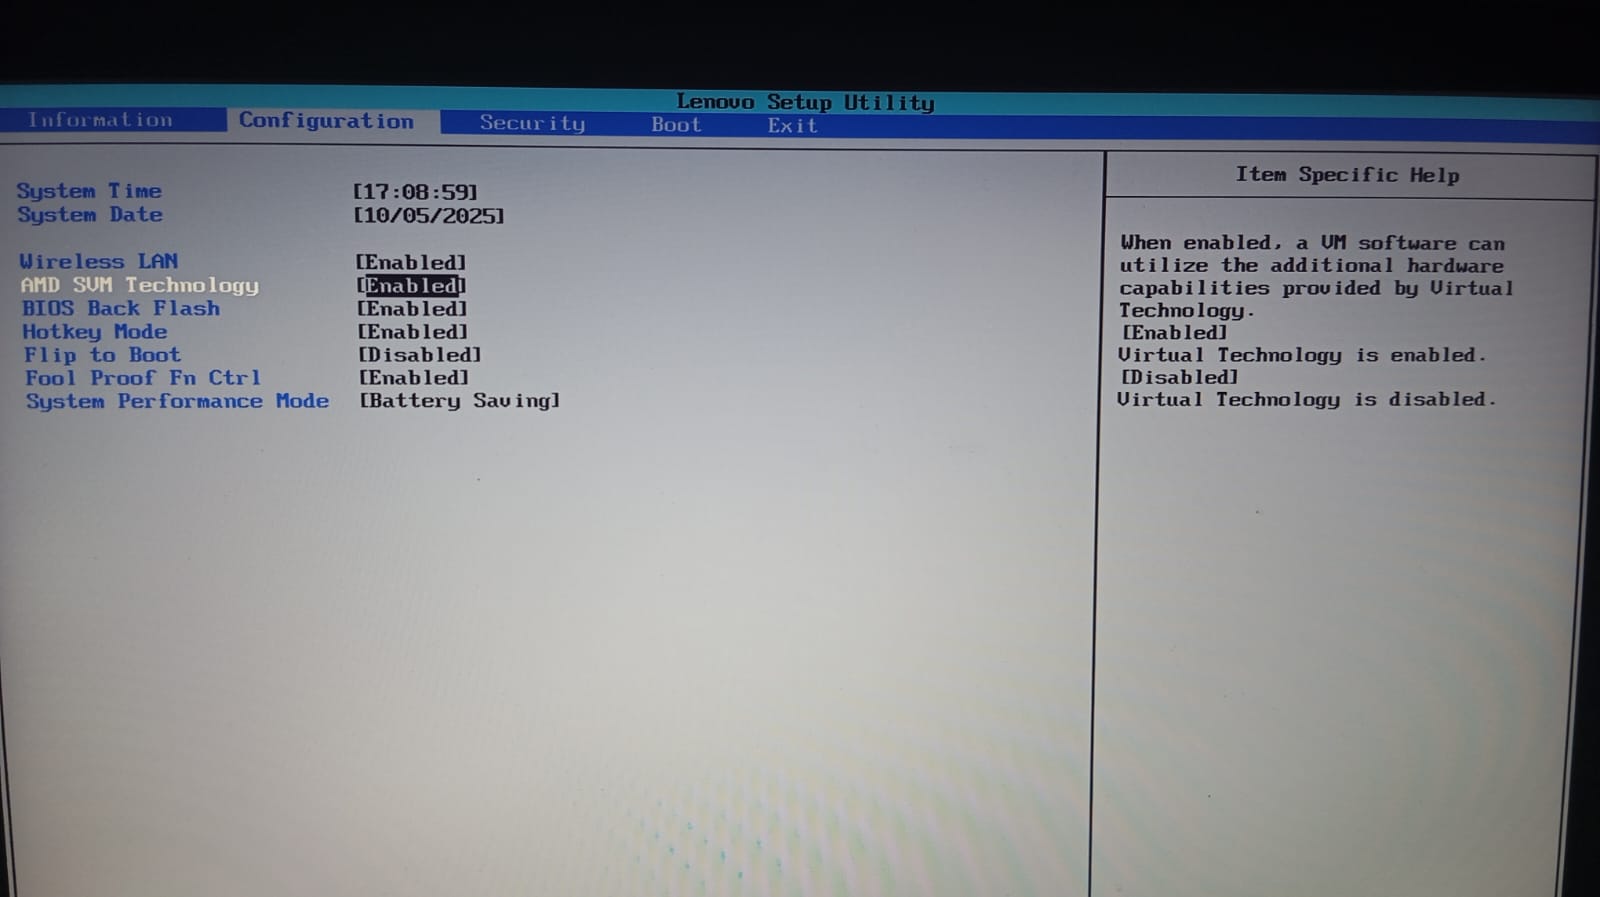 Lenovo Setup Utility
Information Configuration Security Boot Exit
System Time [17:08:59]
System Date [10/05/2025]
Wireless LAN [Enabled]
AMD SVM Technology [Enabled]
BIOS Back Flash [Enabled]
Hotkey Mode [Enabled]
Flip to Boot [Disabled]
Fool Proof Fn Ctrl [Enabled]
System Performance Mode [Battery Saving]
Item Specific Help
When enabled, a VM software can
utilize the additional hardware
capabilities provided by Virtual
Technology.
[Enabled]
Virtual Technology is enabled.
[Disabled]
Virtual Technology is disabled.